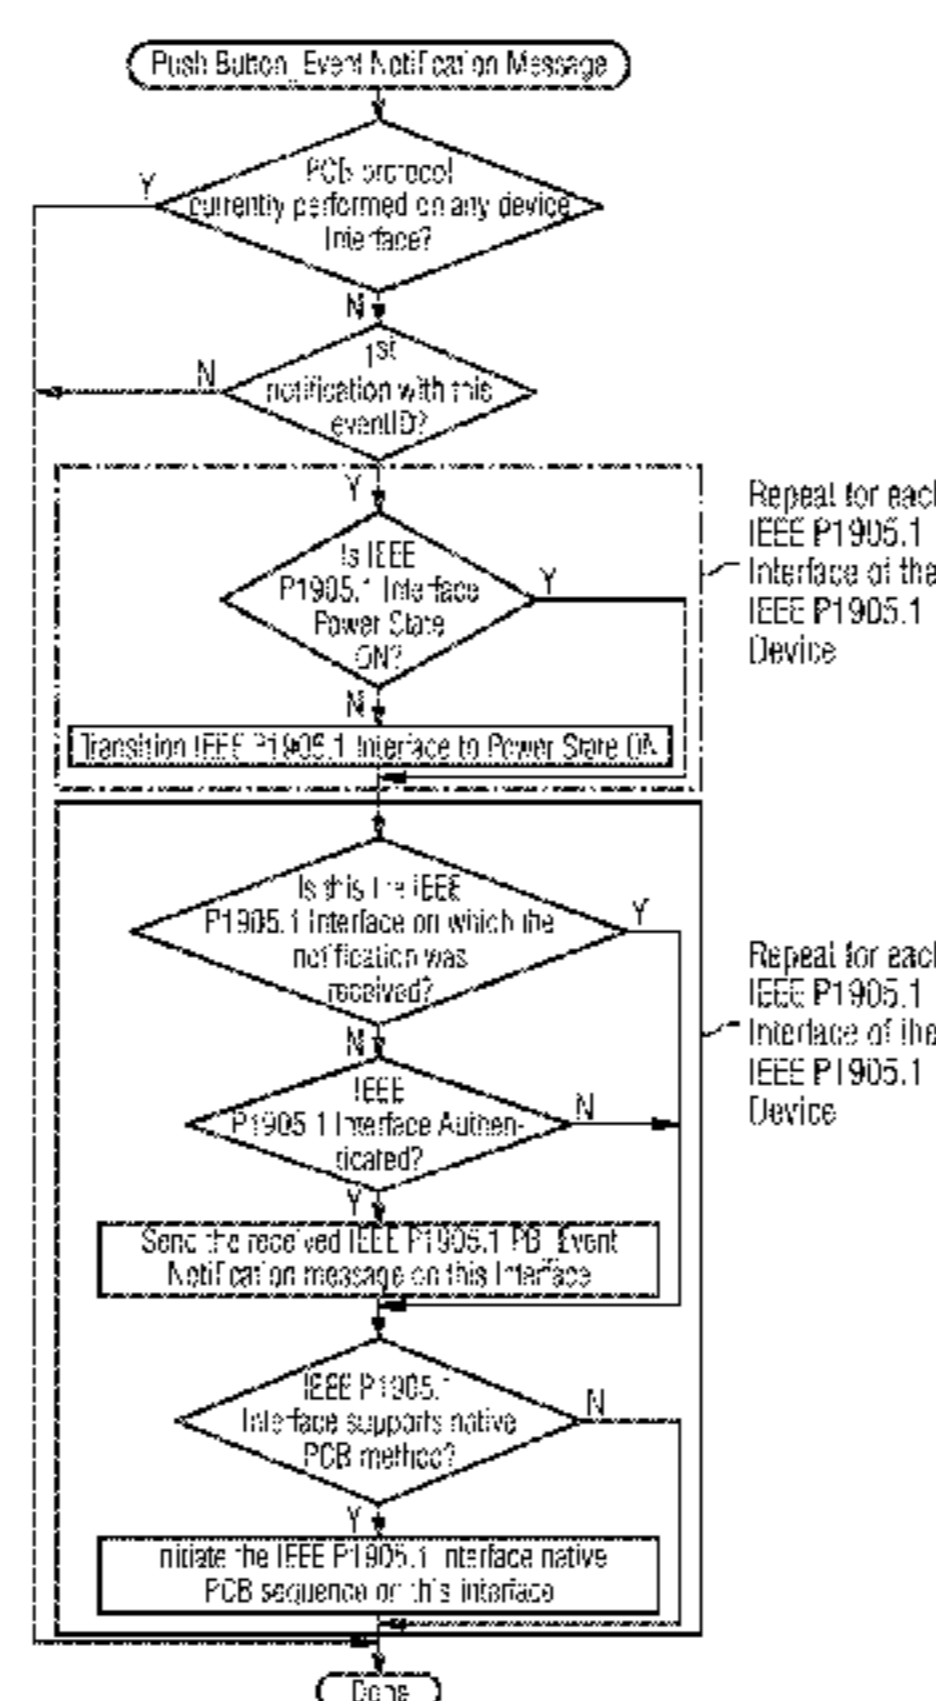 Push Button_Event Notification Message
PCB protocol
currently performed on any device
Interface?
Y
N
1st
notification with this
eventID?
N
Y
Is IEEE
P1905.1 Interface
Power State
ON?
Y
N
Transition IEEE P1905.1 Interface to Power State ON
Repeat for each
IEEE P1905.1
Interface of the
IEEE P1905.1
Device
Is this the IEEE
P1905.1 Interface on which the
notification was
received?
Y
N
IEEE
P1905.1 Interface Authen-
ticated?
N
Y
Send the received IEEE P1905.1 PB_Event
Notification message on this Interface
Repeat for each
IEEE P1905.1
Interface of the
IEEE P1905.1
Device
IEEE P1905.1
Interface supports native
PCB method?
N
Y
Initiate the IEEE P1905.1 Interface native
PCB sequence on this interface
Done